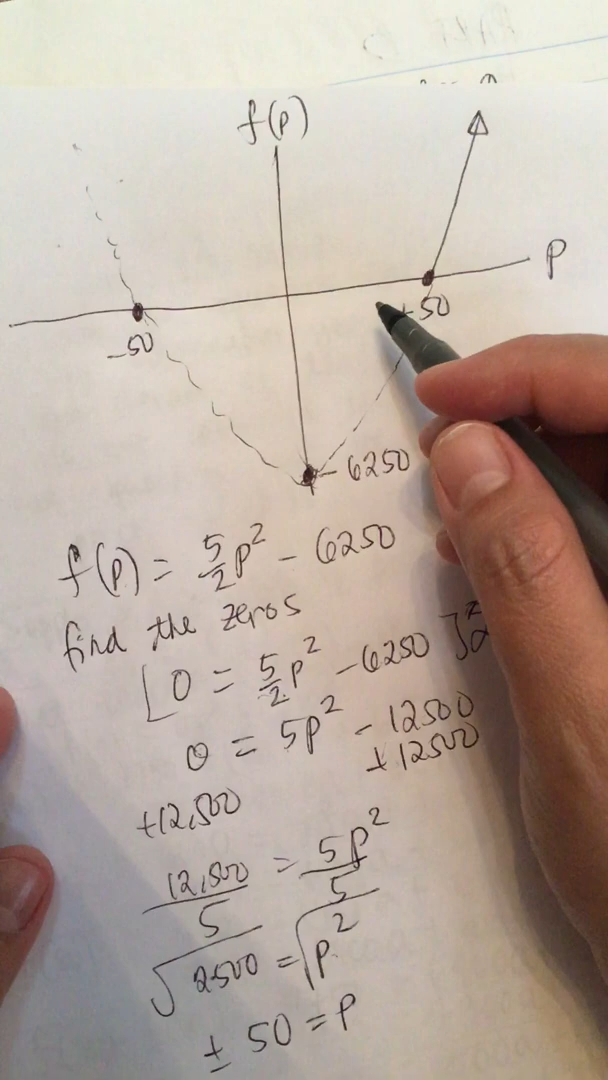 f(p)
P
-50
+50
- 6250
f(p) = 5/2 p² - 6250
find the zeros
[0 = 5/2 p² - 6250]2
0 = 5p² - 12500
+12,500 + 12500
12,500/5 = 5p²/5
√2500 = √p²
± 50 = P